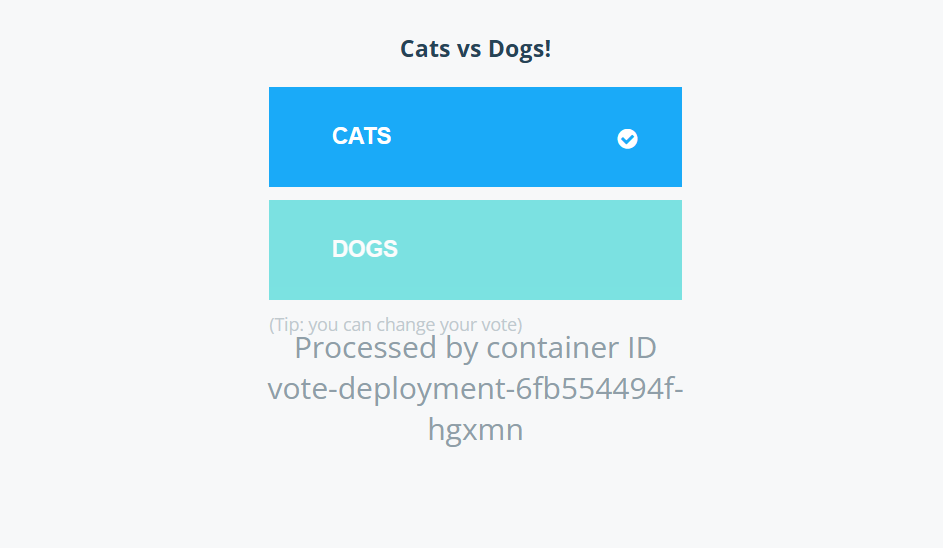 Cats vs Dogs!
CATS
DOGS
(Tip: you can change your vote)
Processed by container ID
vote-deployment-6fb554494f-
hgxmn